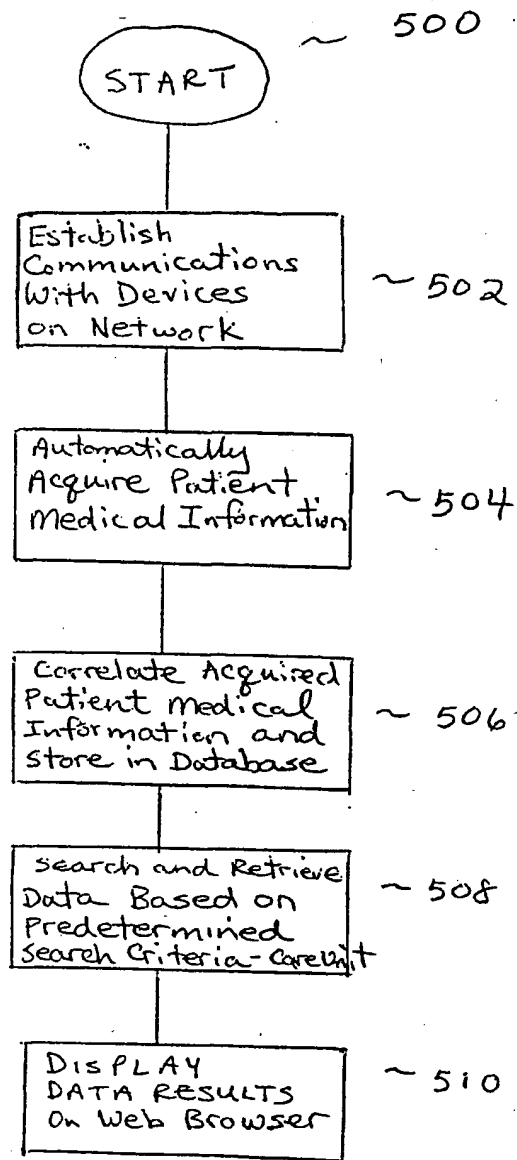 ~ 500
START
Establish
Communications
With Devices
on Network
~ 502
Automatically
Acquire Patient
Medical Information
~ 504
Correlate Acquired
Patient medical
Information and
Store in Database
~ 506
Search and Retrieve
Data Based on
Predetermined
Search Criteria - Care Unit
~ 508
DISPLAY
DATA RESULTS
On Web Browser
~ 510